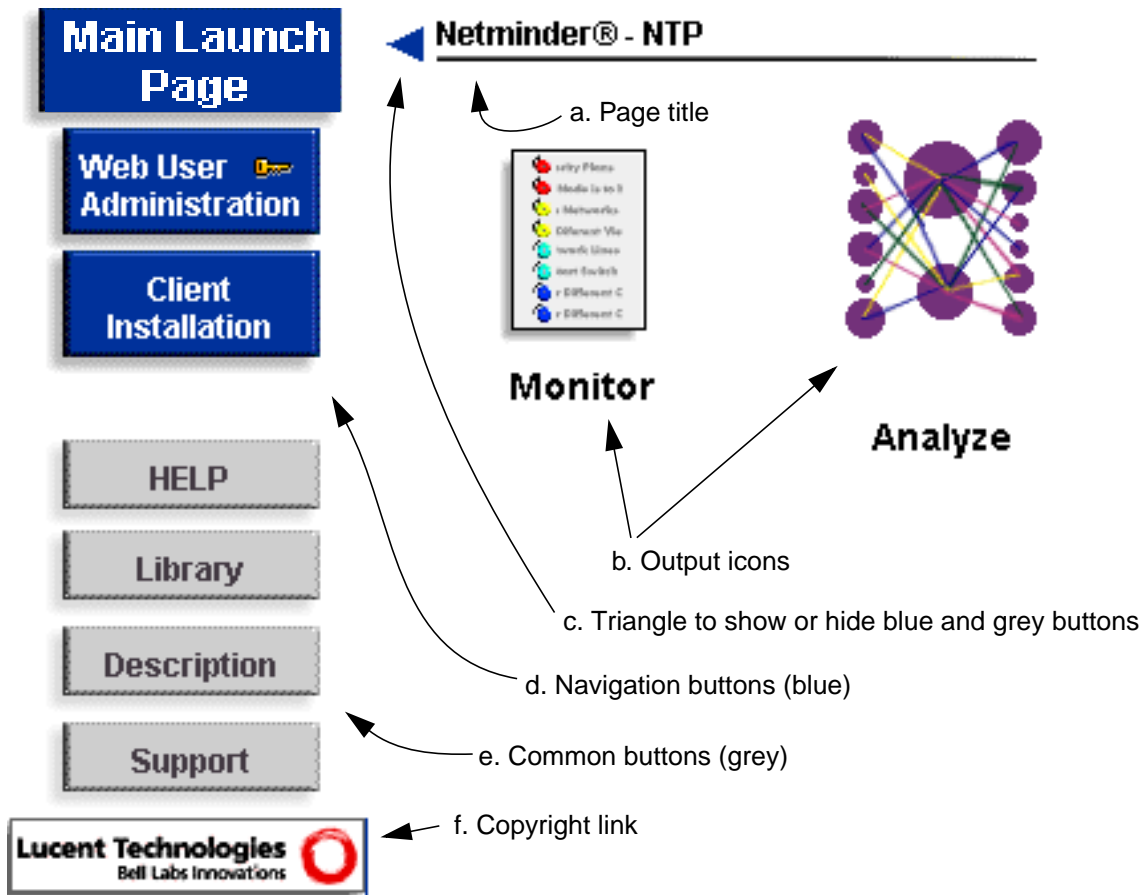 Main Launch
Page
Netminder® - NTP
a. Page title
Web User
Administration
Client
Installation
Monitor
Analyze
HELP
Library
Description
Support
b. Output icons
c. Triangle to show or hide blue and grey buttons
d. Navigation buttons (blue)
e. Common buttons (grey)
f. Copyright link
Lucent Technologies
Bell Labs Innovations